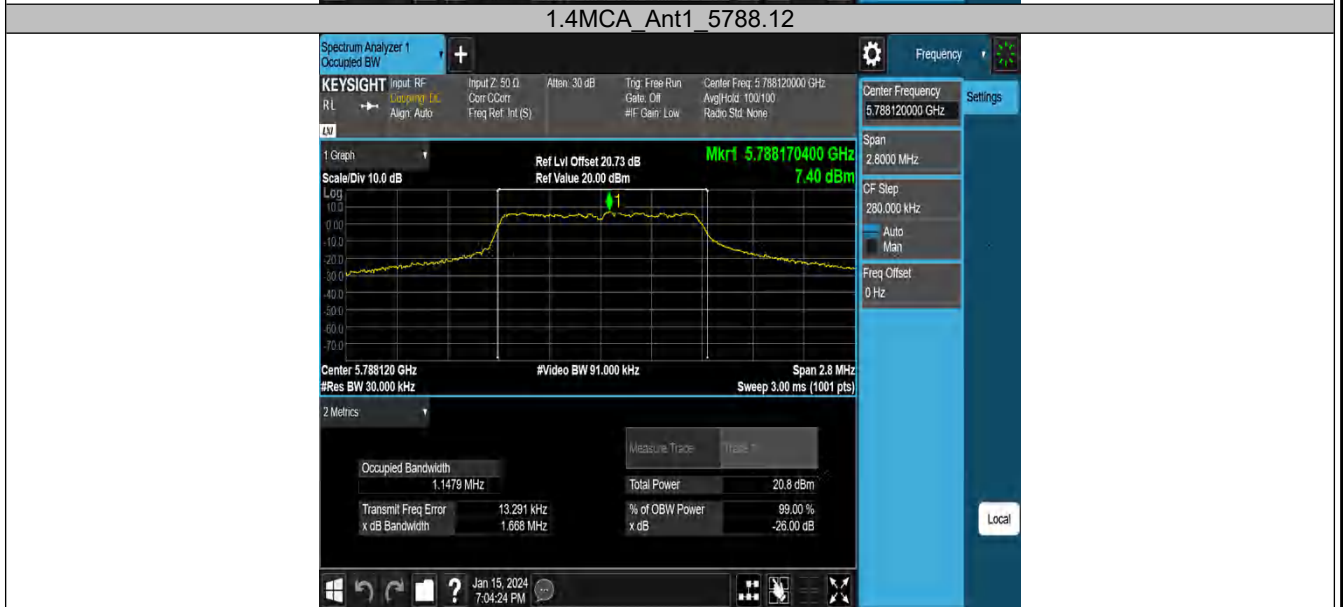 1.4MCA_Ant1_5788.12
Spectrum Analyzer 1
Occupied BW
+
Frequency
KEYSIGHT Input: RF
RL
Coupling: DC
Align: Auto
Input Z: 50 Ω
Corr CCorr
Freq Ref: Int (S)
Atten: 30 dB
Trig: Free Run
Gate: Off
#IF Gain: Low
Center Freq: 5.788120000 GHz
Avg|Hold: 100/100
Radio Std: None
LXI
Center Frequency
5.788120000 GHz
Settings
Span
2.8000 MHz
CF Step
280.000 kHz
Auto
Man
Freq Offset
0 Hz
1 Graph
Scale/Div 10.0 dB
Ref Lvl Offset 20.73 dB
Ref Value 20.00 dBm
Mkr1 5.788170400 GHz
7.40 dBm
Log
10.0
0.00
-10.0
-20.0
-30.0
-40.0
-50.0
-60.0
-70.0
1
Center 5.788120 GHz
#Res BW 30.000 kHz
#Video BW 91.000 kHz
Span 2.8 MHz
Sweep 3.00 ms (1001 pts)
2 Metrics
Measure Trace
Trace 1
Occupied Bandwidth
1.1479 MHz
Total Power 20.8 dBm
Transmit Freq Error 13.291 kHz
% of OBW Power 99.00 %
x dB Bandwidth 1.668 MHz
x dB -26.00 dB
Local
?
Jan 15, 2024
7:04:24 PM